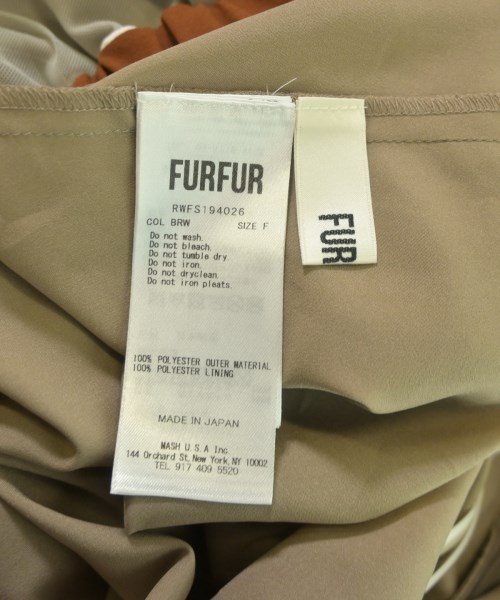 FURFUR
RWFS194026
COL BRW SIZE F
Do not wash.
Do not bleach.
Do not tumble dry.
Do not iron.
Do not dryclean.
Do not iron pleats.
100% POLYESTER OUTER MATERIAL
100% POLYESTER LINING
MADE IN JAPAN
MASH U.S.A Inc
144 Orchard St. New York, NY 10002
TEL 917 409 5520
FUR